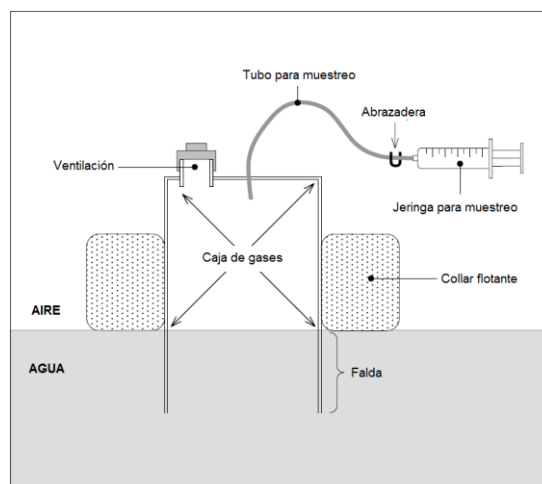 Tubo para muestreo
Abrazadera
Ventilación
Jeringa para muestreo
Caja de gases
Collar flotante
AIRE
AGUA
Falda